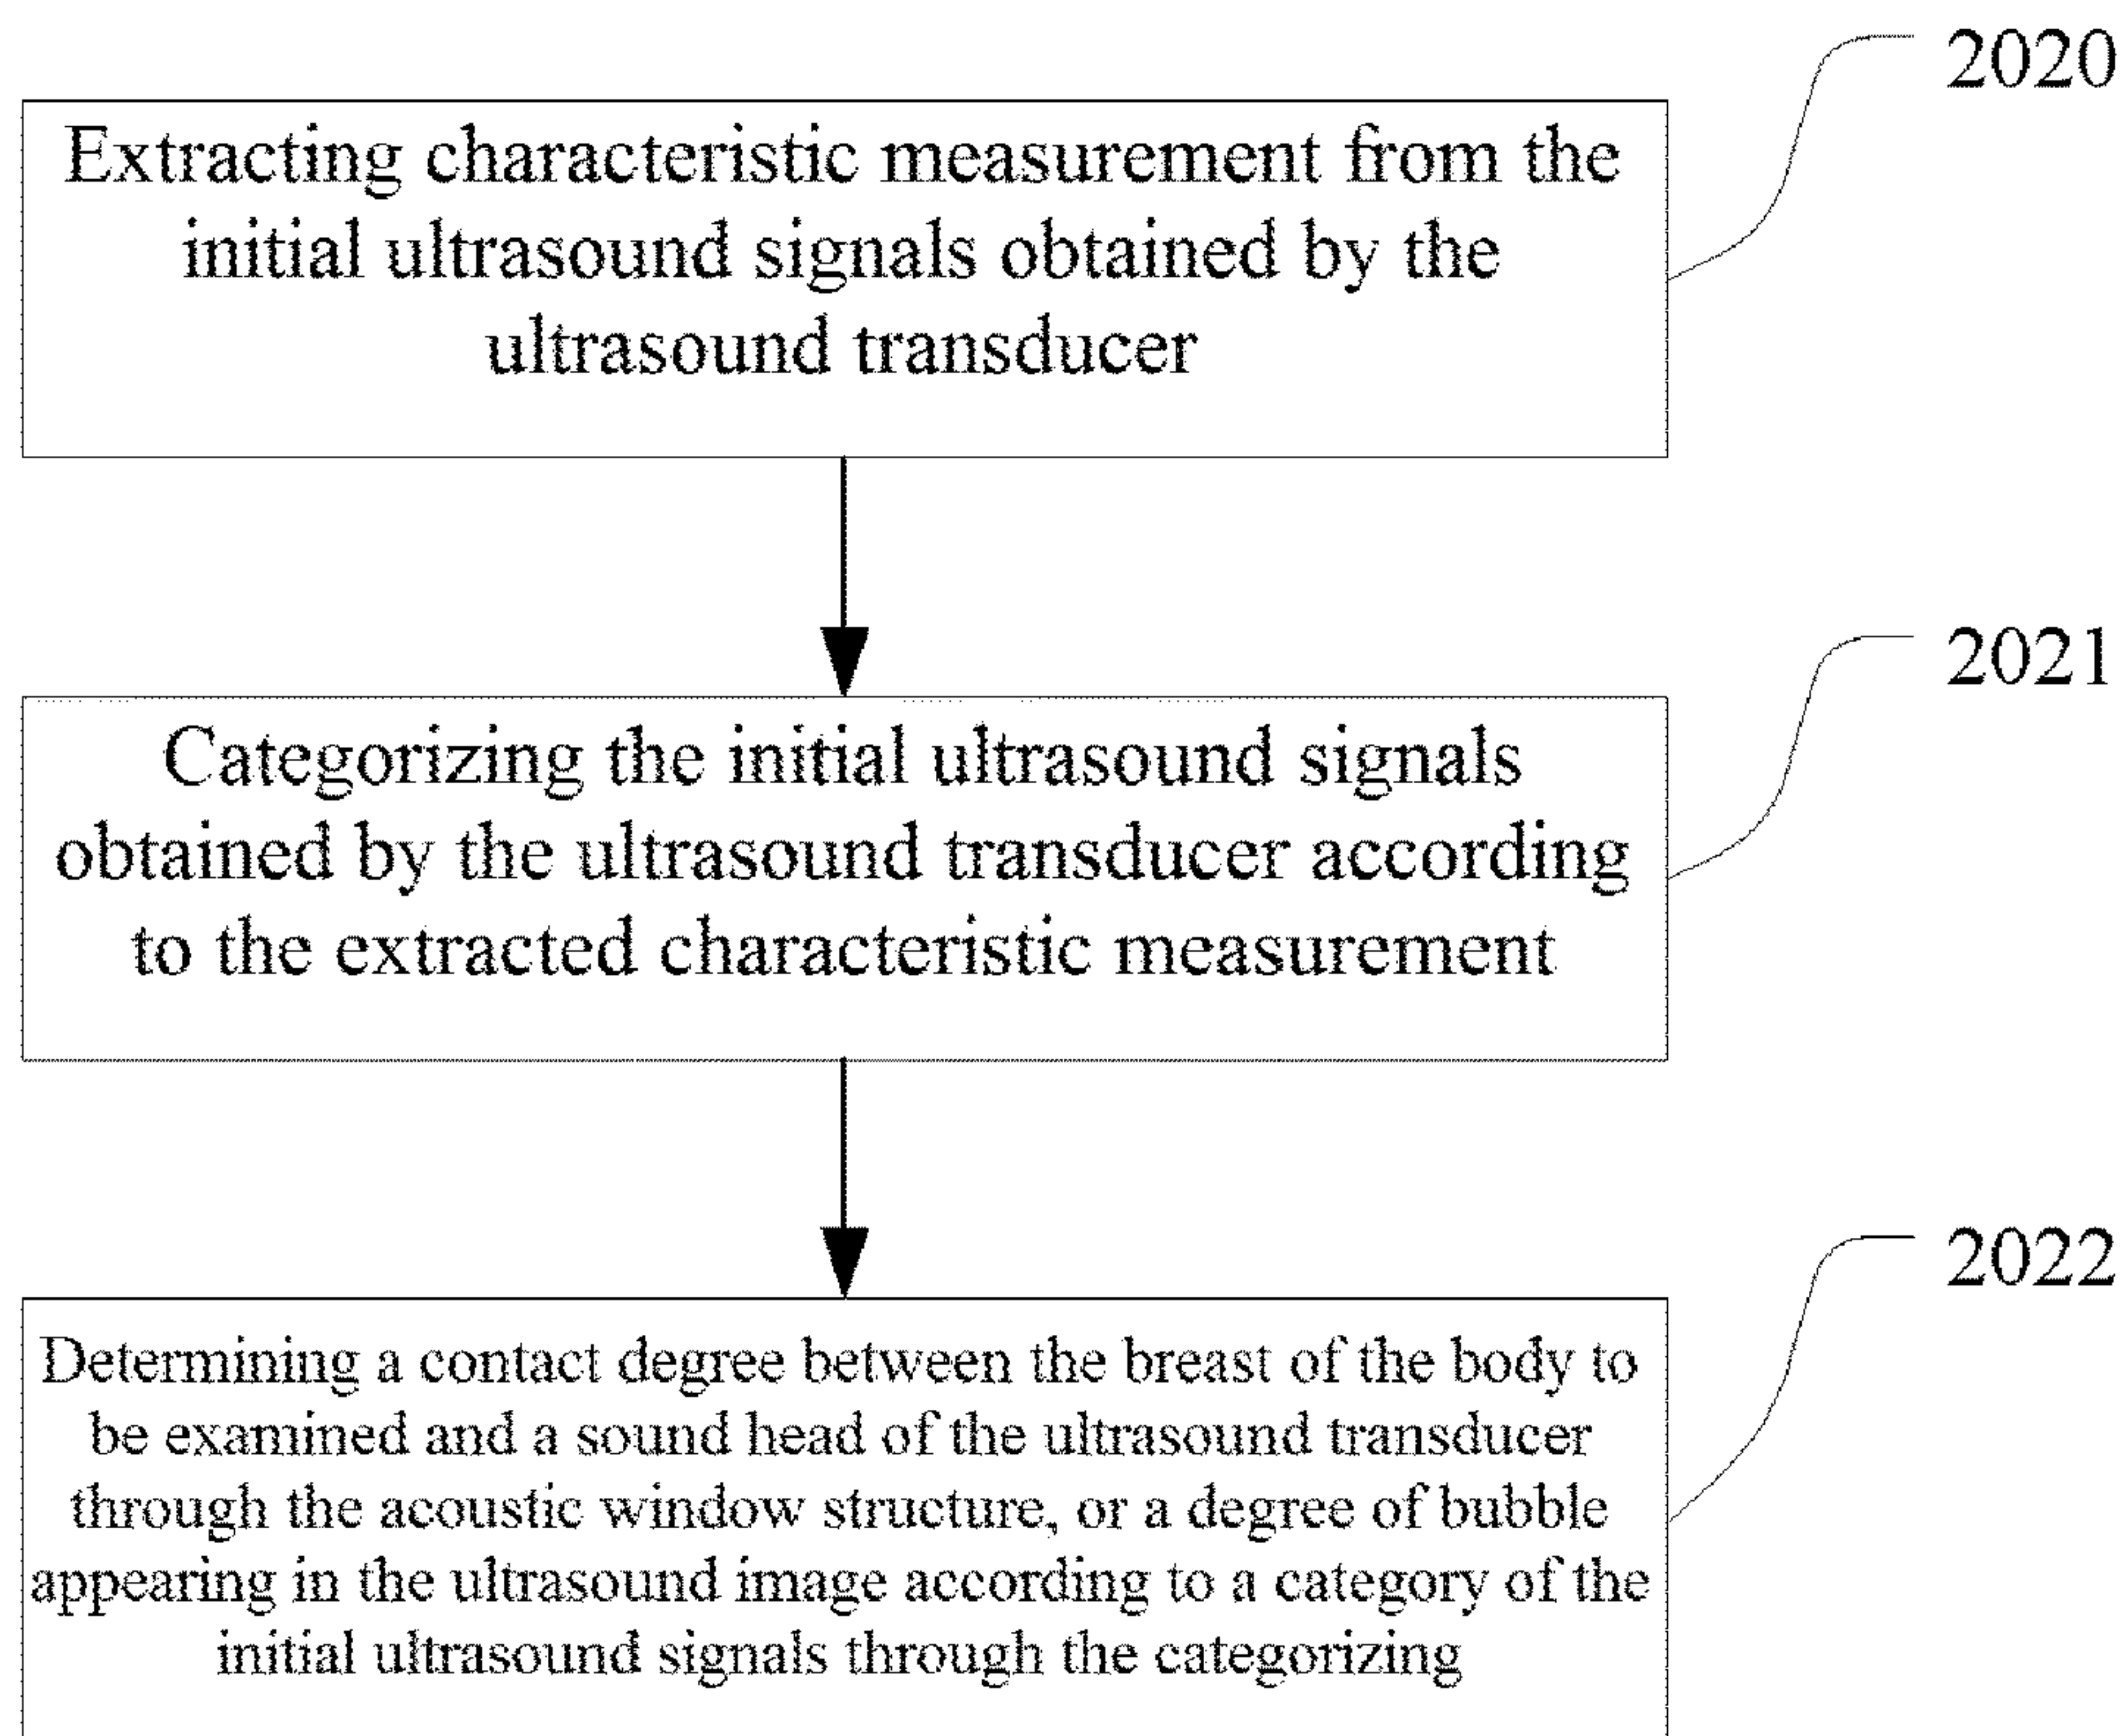 2020
Extracting characteristic measurement from the
initial ultrasound signals obtained by the
ultrasound transducer
2021
Categorizing the initial ultrasound signals
obtained by the ultrasound transducer according
to the extracted characteristic measurement
2022
Determining a contact degree between the breast of the body to
be examined and a sound head of the ultrasound transducer
through the acoustic window structure, or a degree of bubble
appearing in the ultrasound image according to a category of the
initial ultrasound signals through the categorizing